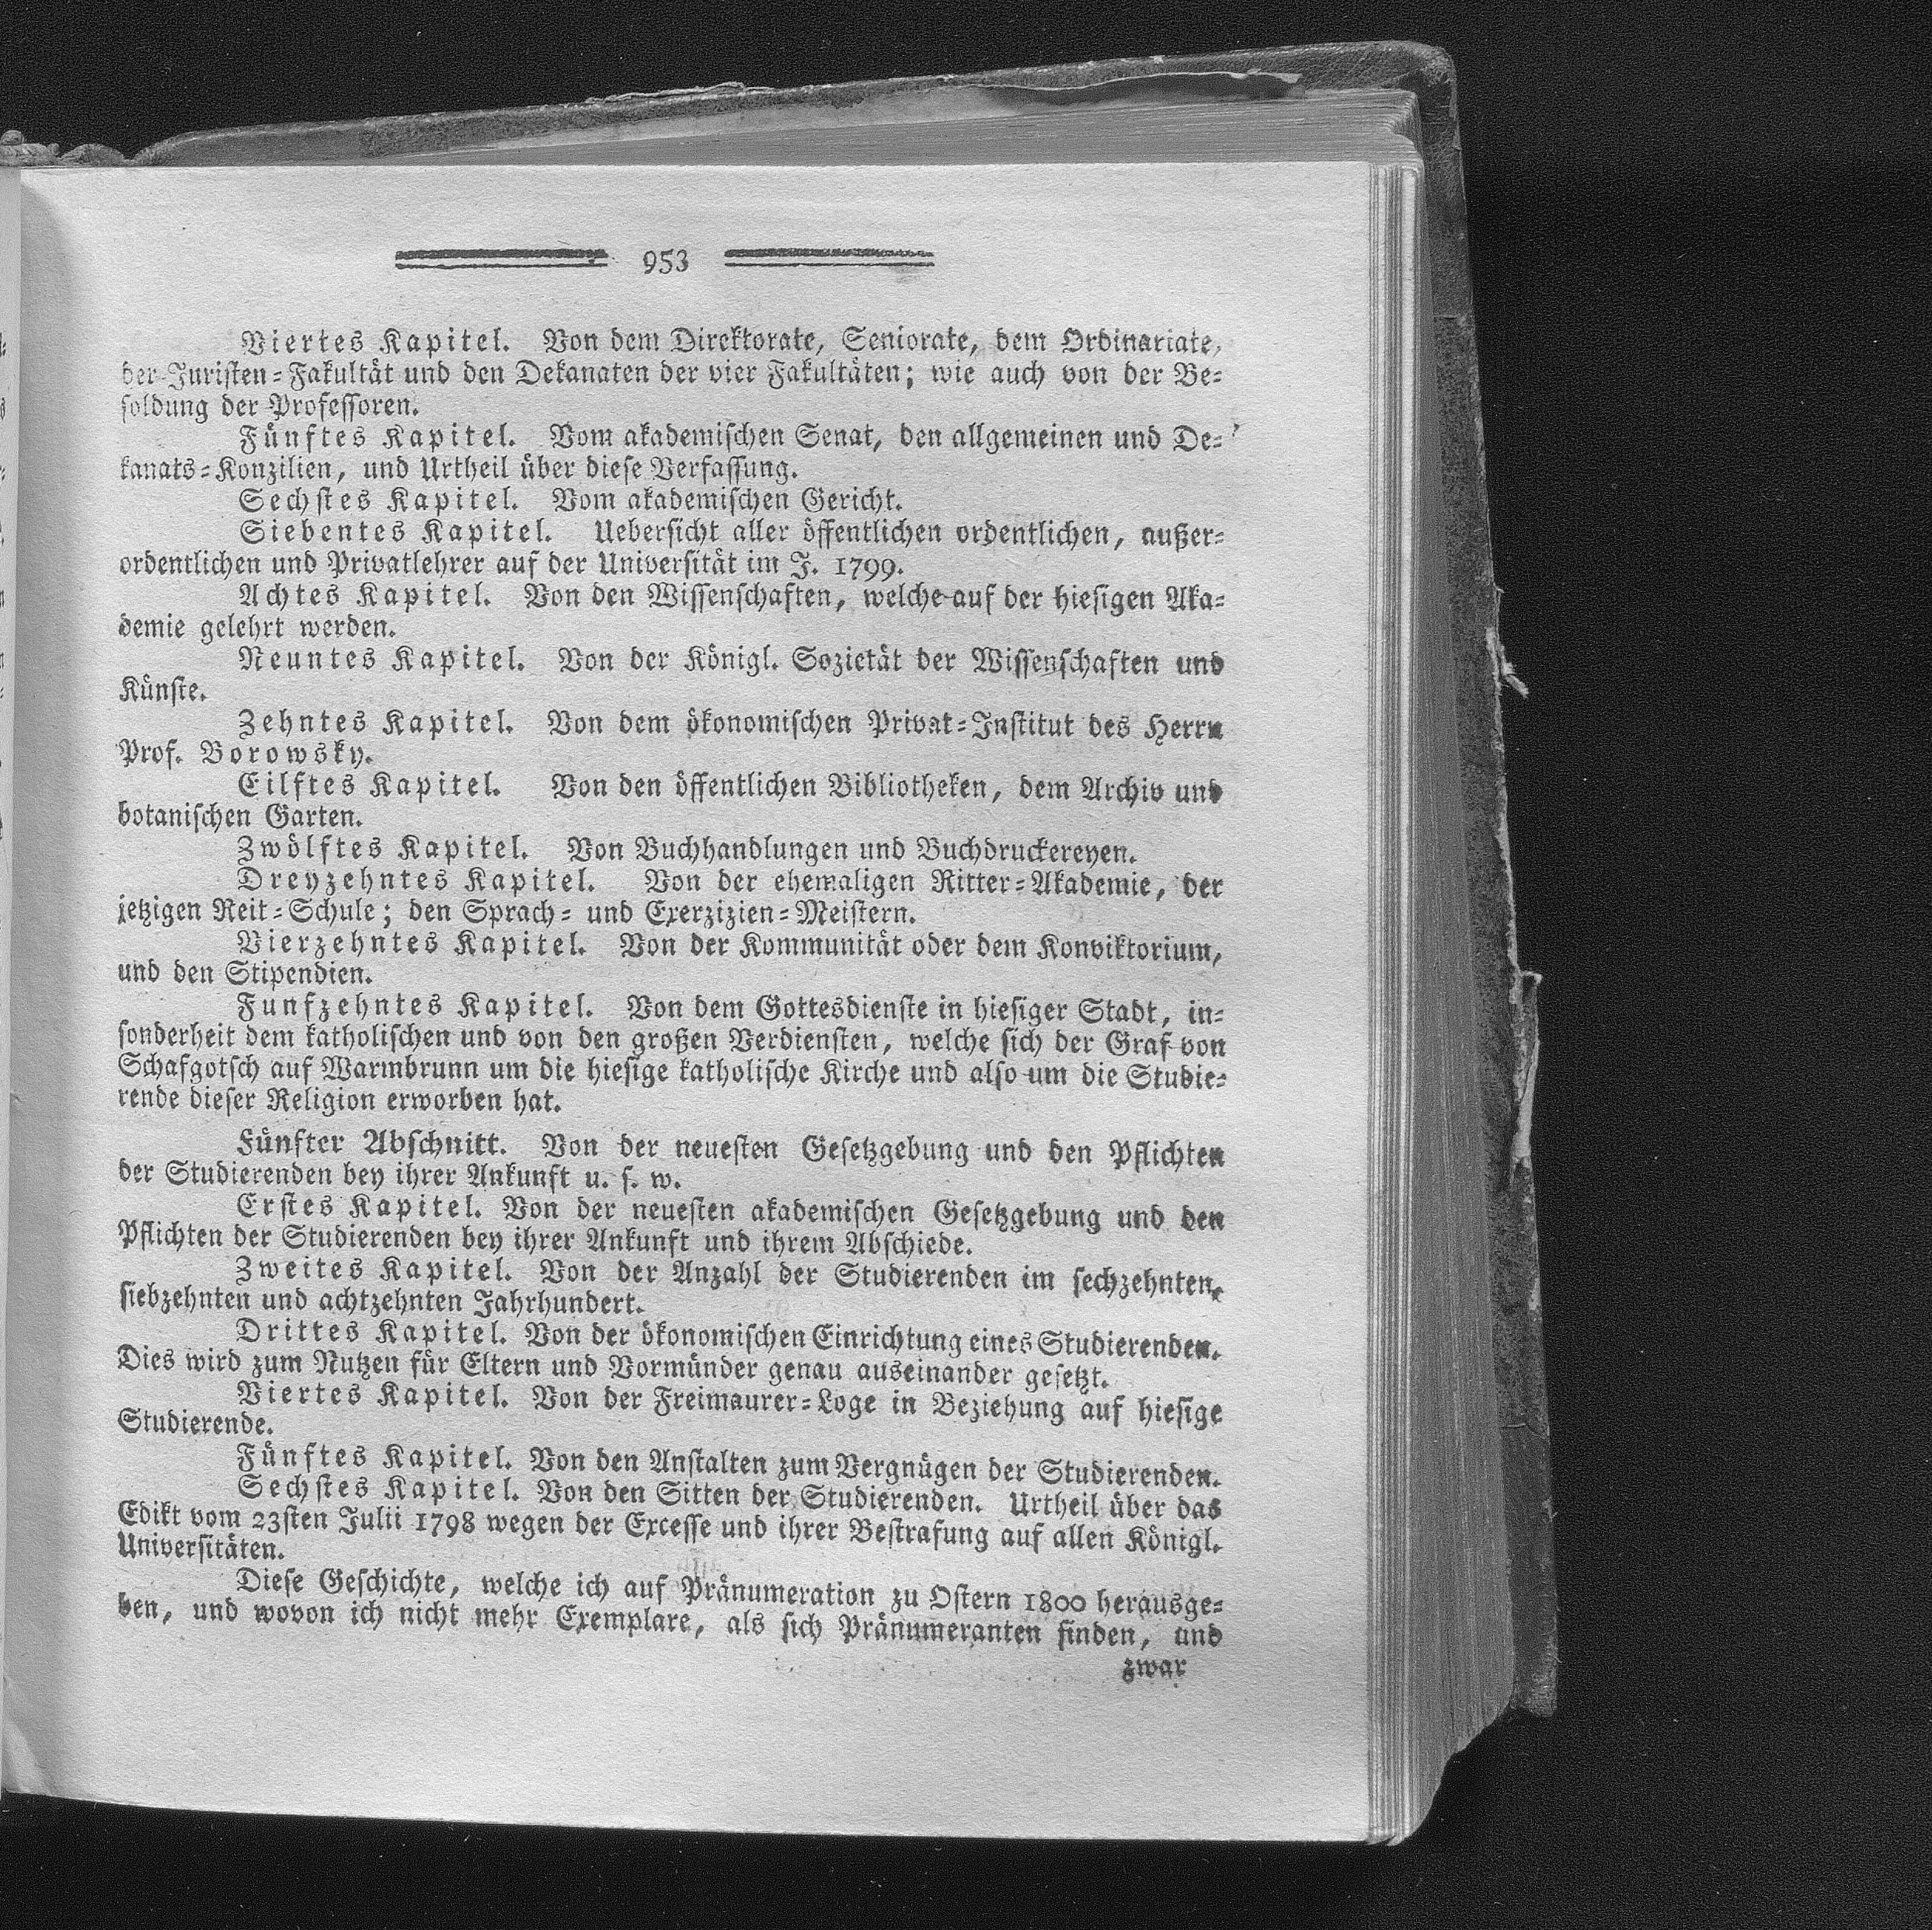 953
Viertes Kapitel. Von dem Direktorate, Seniorate, dem Ordinariate,
der Juristen-Fakultät und den Dekanaten der vier Fakultäten; wie auch von der Be-
soldung der Professoren.
Fünftes Kapitel. Vom akademischen Senat, den allgemeinen und De-
kanats-Konzilien, und Urtheil über diese Verfassung.
Sechstes Kapitel. Vom akademischen Gericht.
Siebentes Kapitel. Uebersicht aller öffentlichen ordentlichen, außer-
ordentlichen und Privatlehrer auf der Universität im J. 1799.
Achtes Kapitel. Von den Wissenschaften, welche auf der hiesigen Aka-
demie gelehrt werden.
Neuntes Kapitel. Von der Königl. Sozietät der Wissenschaften und
Künste.
Zehntes Kapitel. Von dem ökonomischen Privat-Institut des Herrn
Prof. Borowsky.
Eilftes Kapitel. Von den öffentlichen Bibliotheken, dem Archiv und
botanischen Garten.
Zwölftes Kapitel. Von Buchhandlungen und Buchdruckereyen.
Dreyzehntes Kapitel. Von der ehemaligen Ritter-Akademie, der
jetzigen Reit-Schule; den Sprach- und Exerzizien-Meistern.
Vierzehntes Kapitel. Von der Kommunität oder dem Konviktorium,
und den Stipendien.
Funfzehntes Kapitel. Von dem Gottesdienste in hiesiger Stadt, in-
sonderheit dem katholischen und von den großen Verdiensten, welche sich der Graf von
Schafgotsch auf Warmbrunn um die hiesige katholische Kirche und also um die Studie-
rende dieser Religion erworben hat.
Fünfter Abschnitt. Von der neuesten Gesetzgebung und den Pflichten
der Studierenden bey ihrer Ankunft u. s. w.
Erstes Kapitel. Von der neuesten akademischen Gesetzgebung und den
Pflichten der Studierenden bey ihrer Ankunft und ihrem Abschiede.
Zweites Kapitel. Von der Anzahl der Studierenden im sechzehnten,
siebzehnten und achtzehnten Jahrhundert.
Drittes Kapitel. Von der ökonomischen Einrichtung eines Studierenden.
Dies wird zum Nutzen für Eltern und Vormünder genau auseinander gesetzt.
Viertes Kapitel. Von der Freimaurer-Loge in Beziehung auf hiesige
Studierende.
Fünftes Kapitel. Von den Anstalten zum Vergnügen der Studierenden.
Sechstes Kapitel. Von den Sitten der Studierenden. Urtheil über das
Edikt vom 23sten Julii 1798 wegen der Excesse und ihrer Bestrafung auf allen Königl.
Universitäten.
Diese Geschichte, welche ich auf Pränumeration zu Ostern 1800 herausge-
ben, und wovon ich nicht mehr Exemplare, als sich Pränumeranten finden, und
zwar